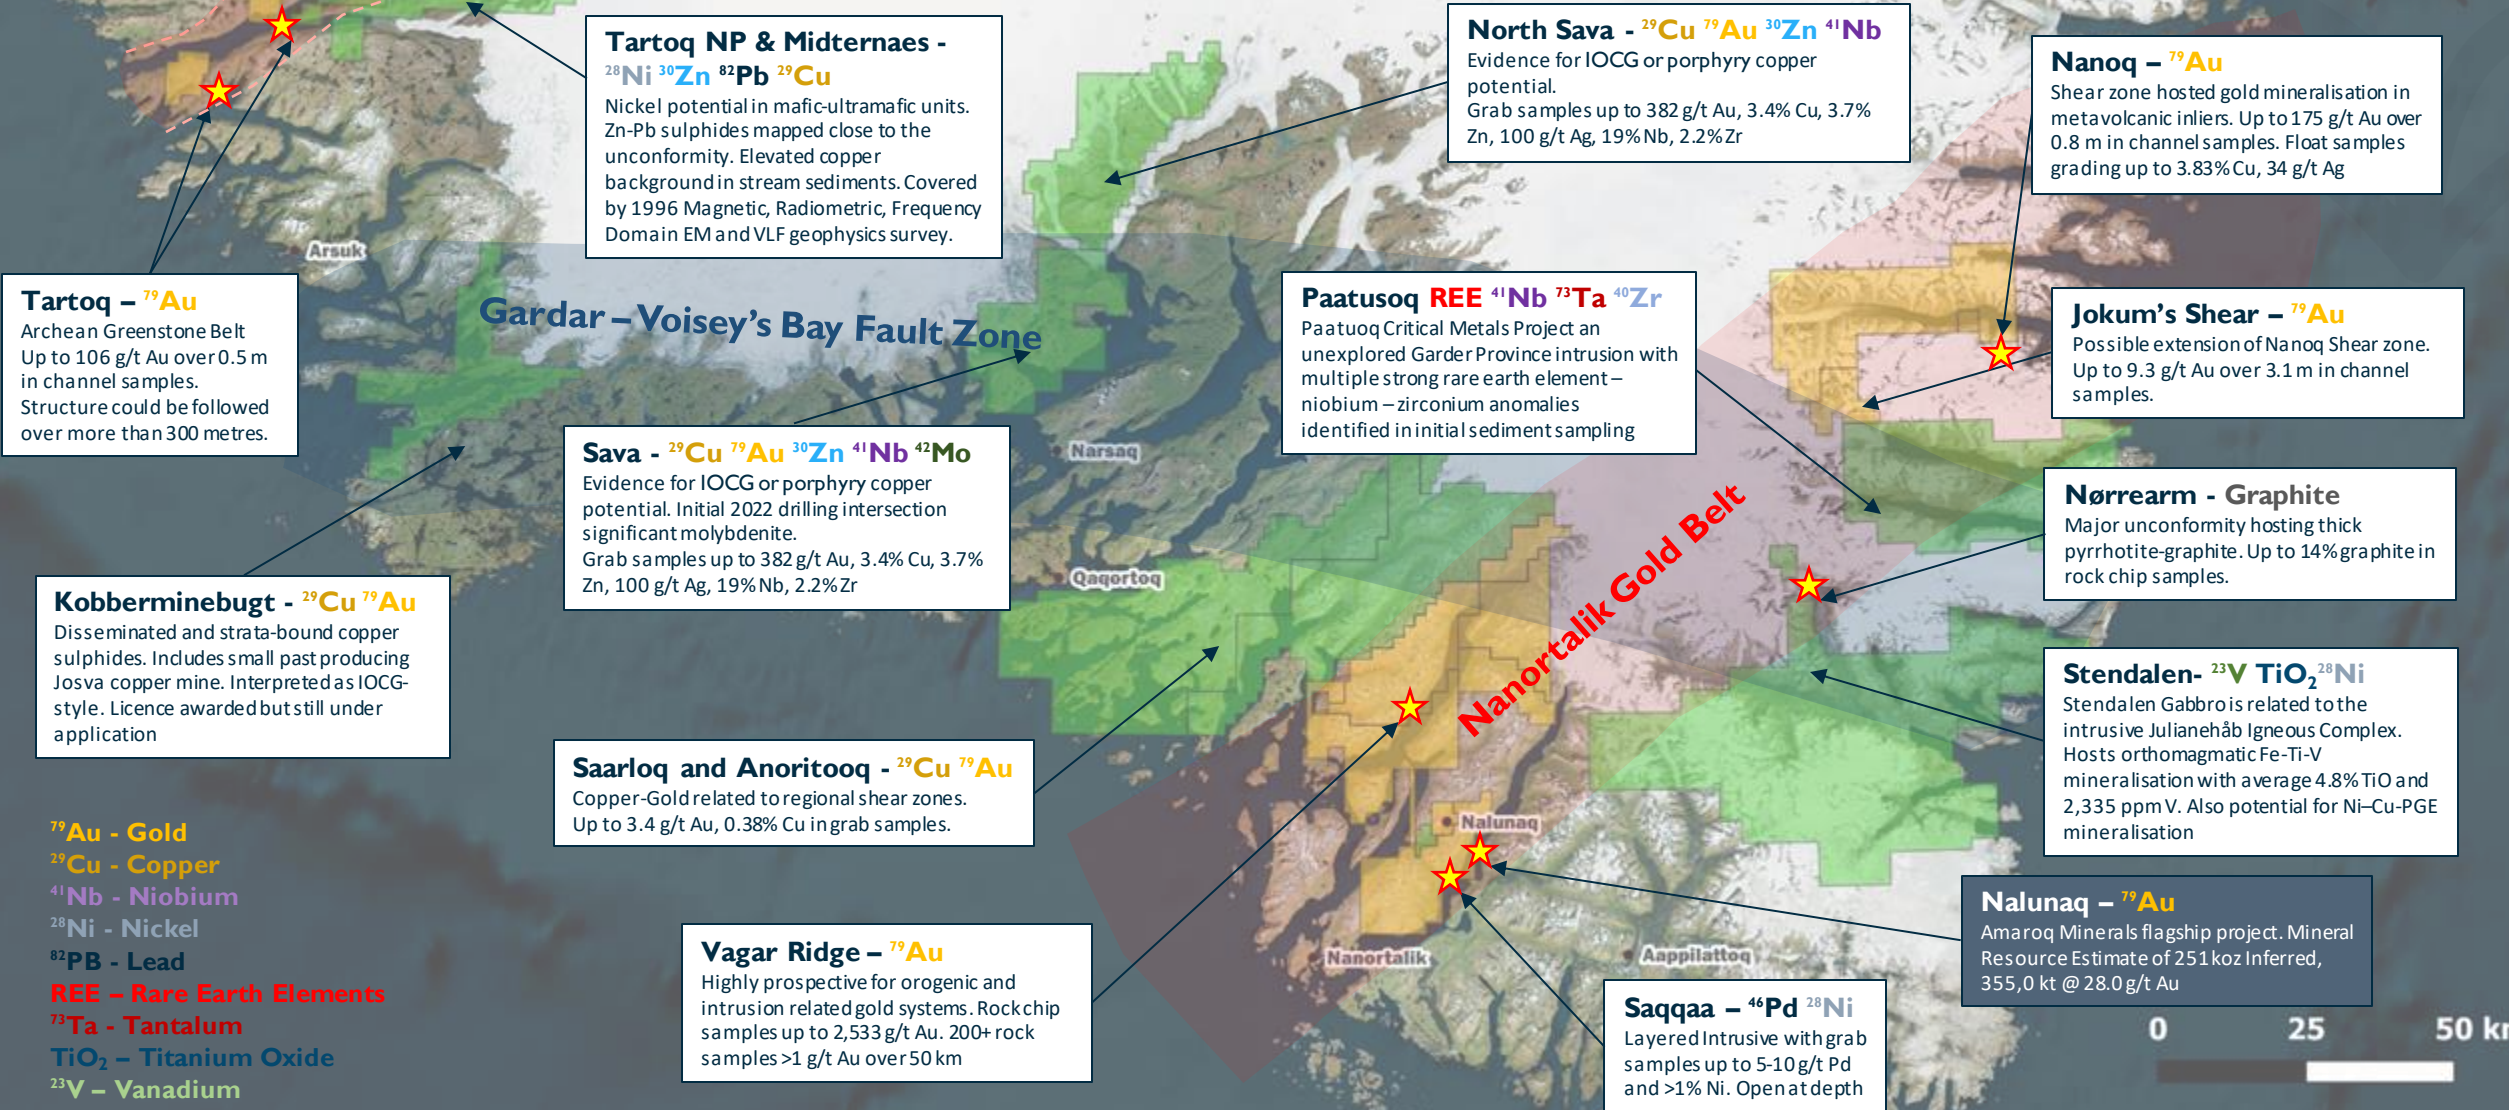 Tartoq NP & Midternaes -
²⁸Ni ³⁰Zn ⁸²Pb ²⁹Cu
Nickel potential in mafic-ultramafic units.
Zn-Pb sulphides mapped close to the
unconformity. Elevated copper
background in stream sediments. Covered
by 1996 Magnetic, Radiometric, Frequency
Domain EM and VLF geophysics survey.
North Sava - ²⁹Cu ⁷⁹Au ³⁰Zn ⁴¹Nb
Evidence for IOCG or porphyry copper
potential.
Grab samples up to 382 g/t Au, 3.4% Cu, 3.7%
Zn, 100 g/t Ag, 19% Nb, 2.2% Zr
Nanoq – ⁷⁹Au
Shear zone hosted gold mineralisation in
metavolcanic inliers. Up to 175 g/t Au over
0.8 m in channel samples. Float samples
grading up to 3.83% Cu, 34 g/t Ag
Arsuk
Tartoq – ⁷⁹Au
Archean Greenstone Belt
Up to 106 g/t Au over 0.5 m
in channel samples.
Structure could be followed
over more than 300 metres.
Gardar – Voisey's Bay Fault Zone
Paatusoq REE ⁴¹Nb ⁷³Ta ⁴⁰Zr
Paatuoq Critical Metals Project an
unexplored Garder Province intrusion with
multiple strong rare earth element –
niobium – zirconium anomalies
identified in initial sediment sampling
Jokum's Shear – ⁷⁹Au
Possible extension of Nanoq Shear zone.
Up to 9.3 g/t Au over 3.1 m in channel
samples.
Narsaq
Sava - ²⁹Cu ⁷⁹Au ³⁰Zn ⁴¹Nb ⁴²Mo
Evidence for IOCG or porphyry copper
potential. Initial 2022 drilling intersection
significant molybdenite.
Grab samples up to 382 g/t Au, 3.4% Cu, 3.7%
Zn, 100 g/t Ag, 19% Nb, 2.2% Zr
Nørrearm - Graphite
Major unconformity hosting thick
pyrrhotite-graphite. Up to 14% graphite in
rock chip samples.
Nanortalik Gold Belt
Qaqortoq
Kobberminebugt - ²⁹Cu ⁷⁹Au
Disseminated and strata-bound copper
sulphides. Includes small past producing
Josva copper mine. Interpreted as IOCG-
style. Licence awarded but still under
application
Stendalen- ²³V TiO₂ ²⁸Ni
Stendalen Gabbro is related to the
intrusive Julianehåb Igneous Complex.
Hosts orthomagmatic Fe-Ti-V
mineralisation with average 4.8% TiO and
2,335 ppm V. Also potential for Ni–Cu-PGE
mineralisation
Saarloq and Anoritooq - ²⁹Cu ⁷⁹Au
Copper-Gold related to regional shear zones.
Up to 3.4 g/t Au, 0.38% Cu in grab samples.
Nalunaq
Nalunaq – ⁷⁹Au
Amaroq Minerals flagship project. Mineral
Resource Estimate of 251 koz Inferred,
355,0 kt @ 28.0 g/t Au
Vagar Ridge – ⁷⁹Au
Highly prospective for orogenic and
intrusion related gold systems. Rock chip
samples up to 2,533 g/t Au. 200+ rock
samples >1 g/t Au over 50 km
Nanortalik
Aappilattoq
Saqqaa – ⁴⁶Pd ²⁸Ni
Layered Intrusive with grab
samples up to 5-10 g/t Pd
and >1% Ni. Open at depth
⁷⁹Au - Gold
²⁹Cu - Copper
⁴¹Nb - Niobium
²⁸Ni - Nickel
⁸²PB - Lead
REE – Rare Earth Elements
⁷³Ta - Tantalum
TiO₂ – Titanium Oxide
²³V – Vanadium
0 25 50 km